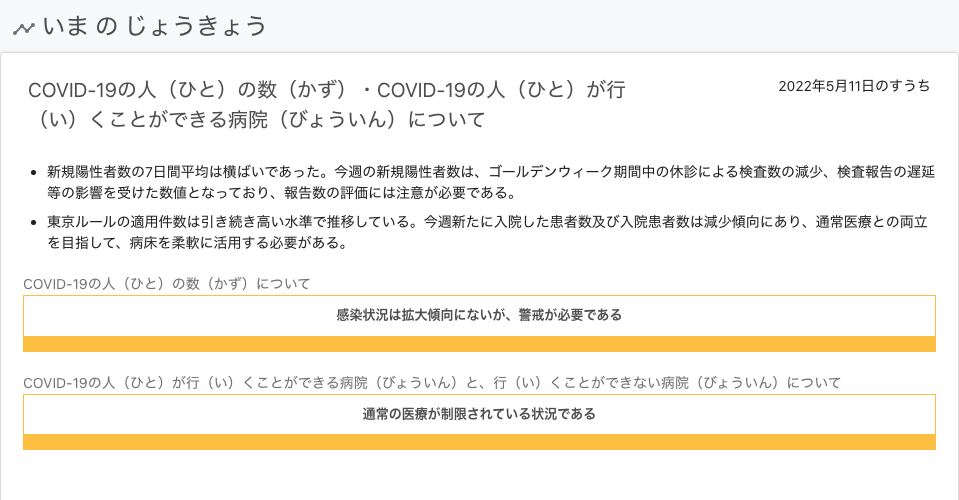 いま の じょうきょう
COVID-19の人（ひと）の数（かず）・COVID-19の人（ひと）が行
（い）くことができる病院（びょういん）について
2022年5月11日のすうち
• 新規陽性者数の7日間平均は横ばいであった。今週の新規陽性者数は、ゴールデンウィーク期間中の休診による検査数の減少、検査報告の遅延
等の影響を受けた数値となっており、報告数の評価には注意が必要である。
• 東京ルールの適用件数は引き続き高い水準で推移している。今週新たに入院した患者数及び入院患者数は減少傾向にあり、通常医療との両立
を目指して、病床を柔軟に活用する必要がある。
COVID-19の人（ひと）の数（かず）について
感染状況は拡大傾向にないが、警戒が必要である
COVID-19の人（ひと）が行（い）くことができる病院（びょういん）と、行（い）くことができない病院（びょういん）について
通常の医療が制限されている状況である